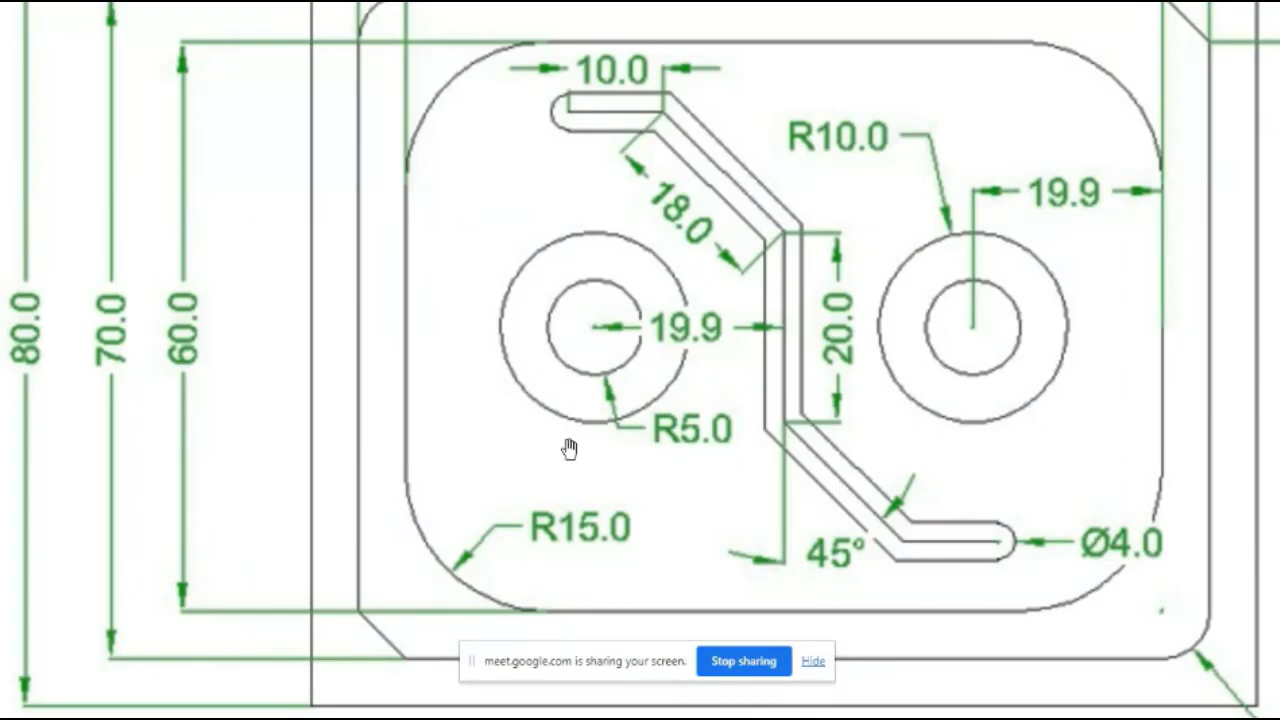 10.0
R10.0
19.9
18.0
80.0
70.0
60.0
19.9
20.0
R5.0
R15.0
45°
Ø4.0
meet.google.com is sharing your screen.
Stop sharing
Hide